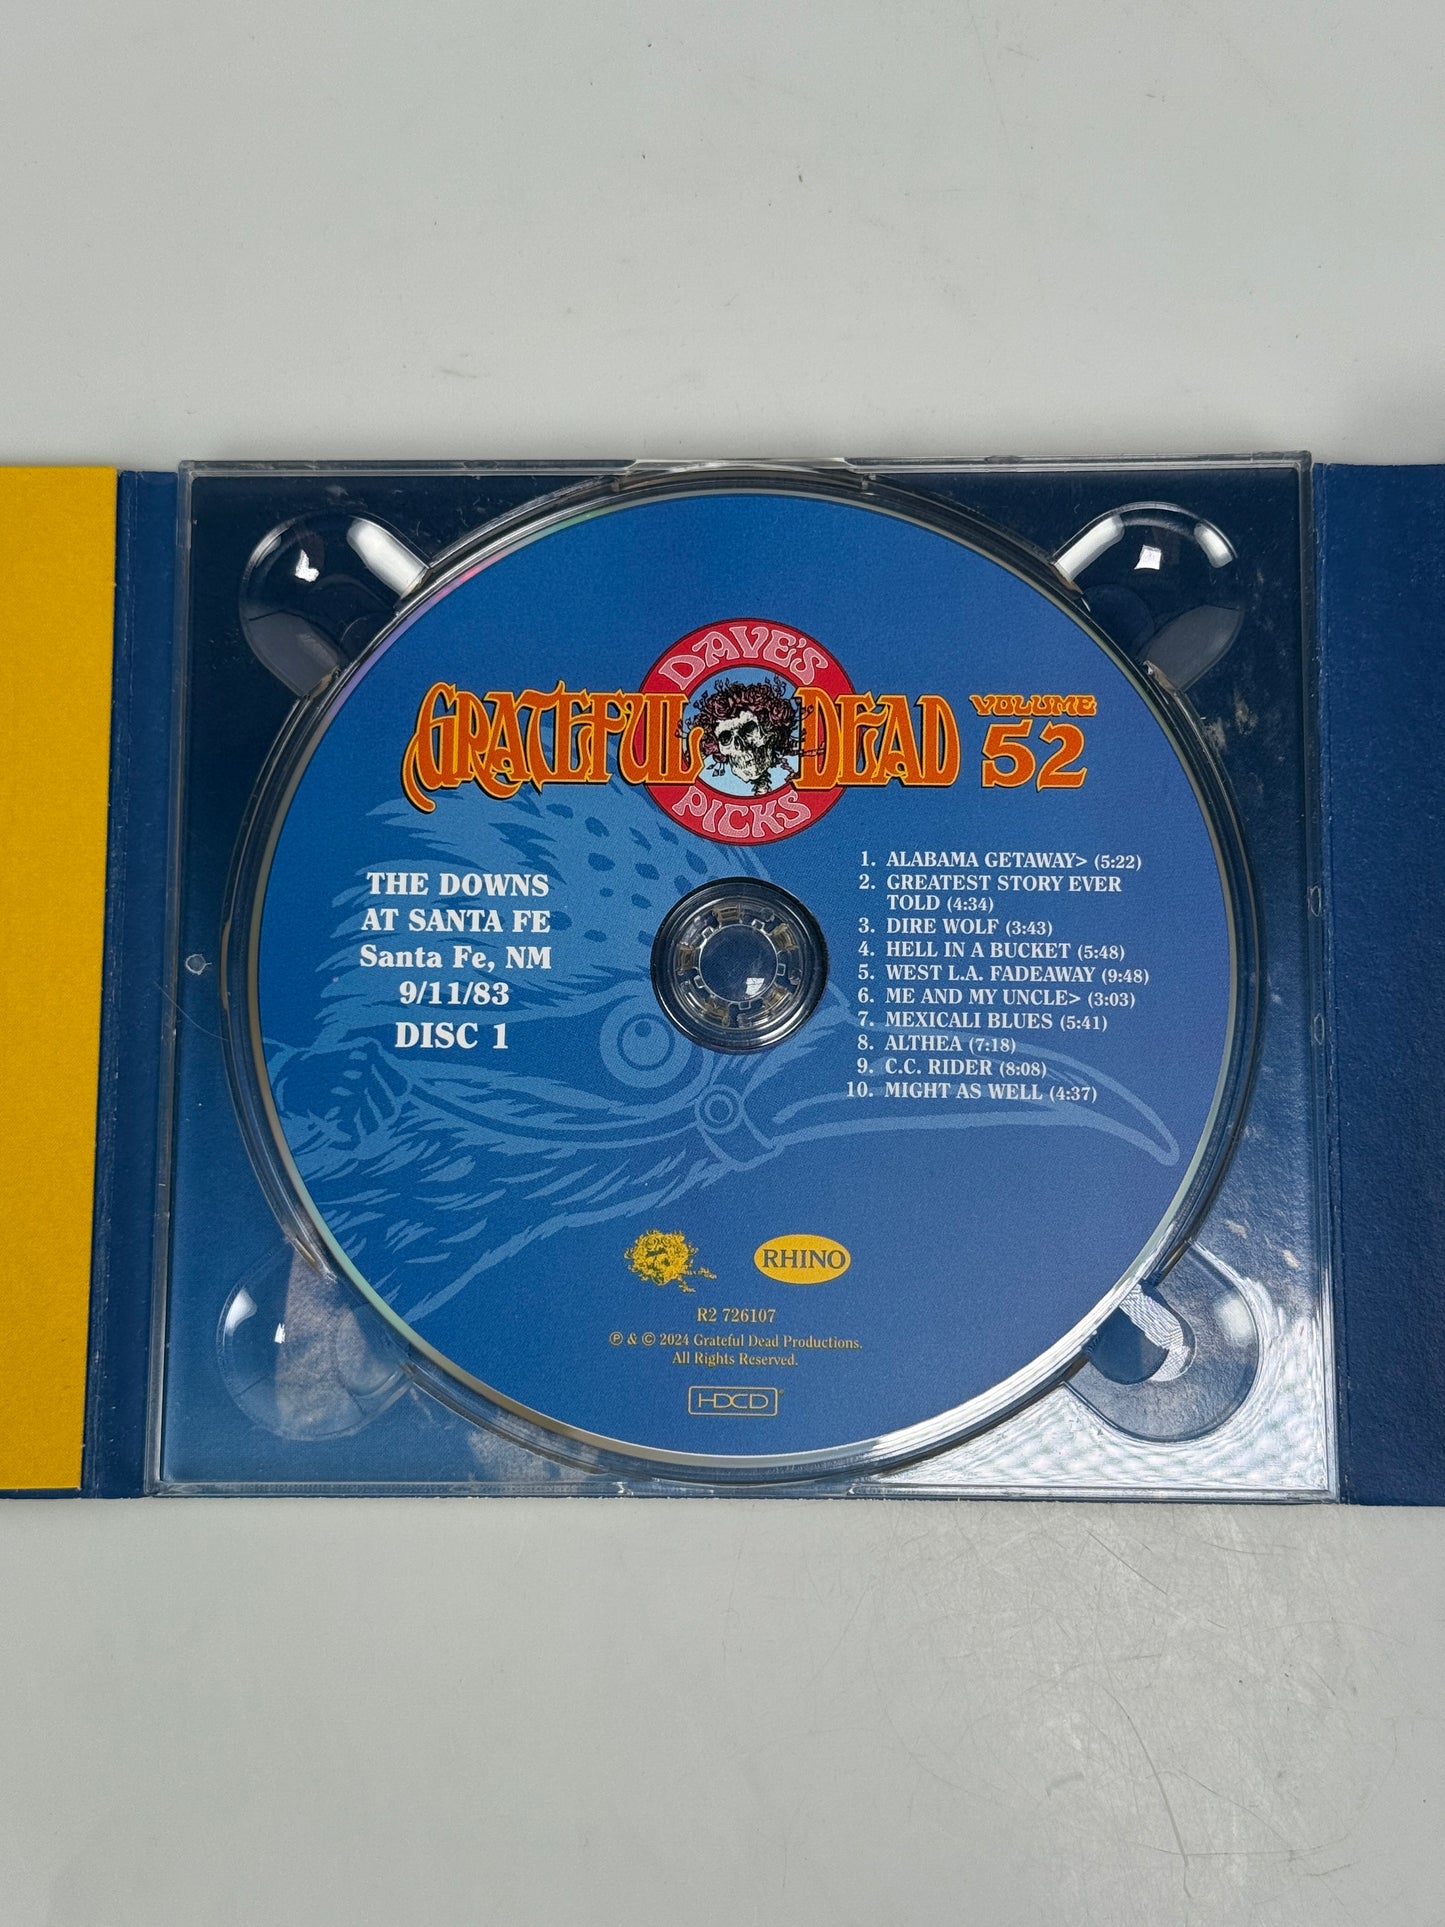 DAVE'S
GRATEFUL DEAD
PICKS
VOLUME
52
THE DOWNS
AT SANTA FE
Santa Fe, NM
9/11/83
DISC 1
1. ALABAMA GETAWAY> (5:22)
2. GREATEST STORY EVER
TOLD (4:34)
3. DIRE WOLF (3:43)
4. HELL IN A BUCKET (5:48)
5. WEST L.A. FADEAWAY (9:48)
6. ME AND MY UNCLE> (3:03)
7. MEXICALI BLUES (5:41)
8. ALTHEA (7:18)
9. C.C. RIDER (8:08)
10. MIGHT AS WELL (4:37)
RHINO
R2 726107
℗ & © 2024 Grateful Dead Productions.
All Rights Reserved.
HDCD®